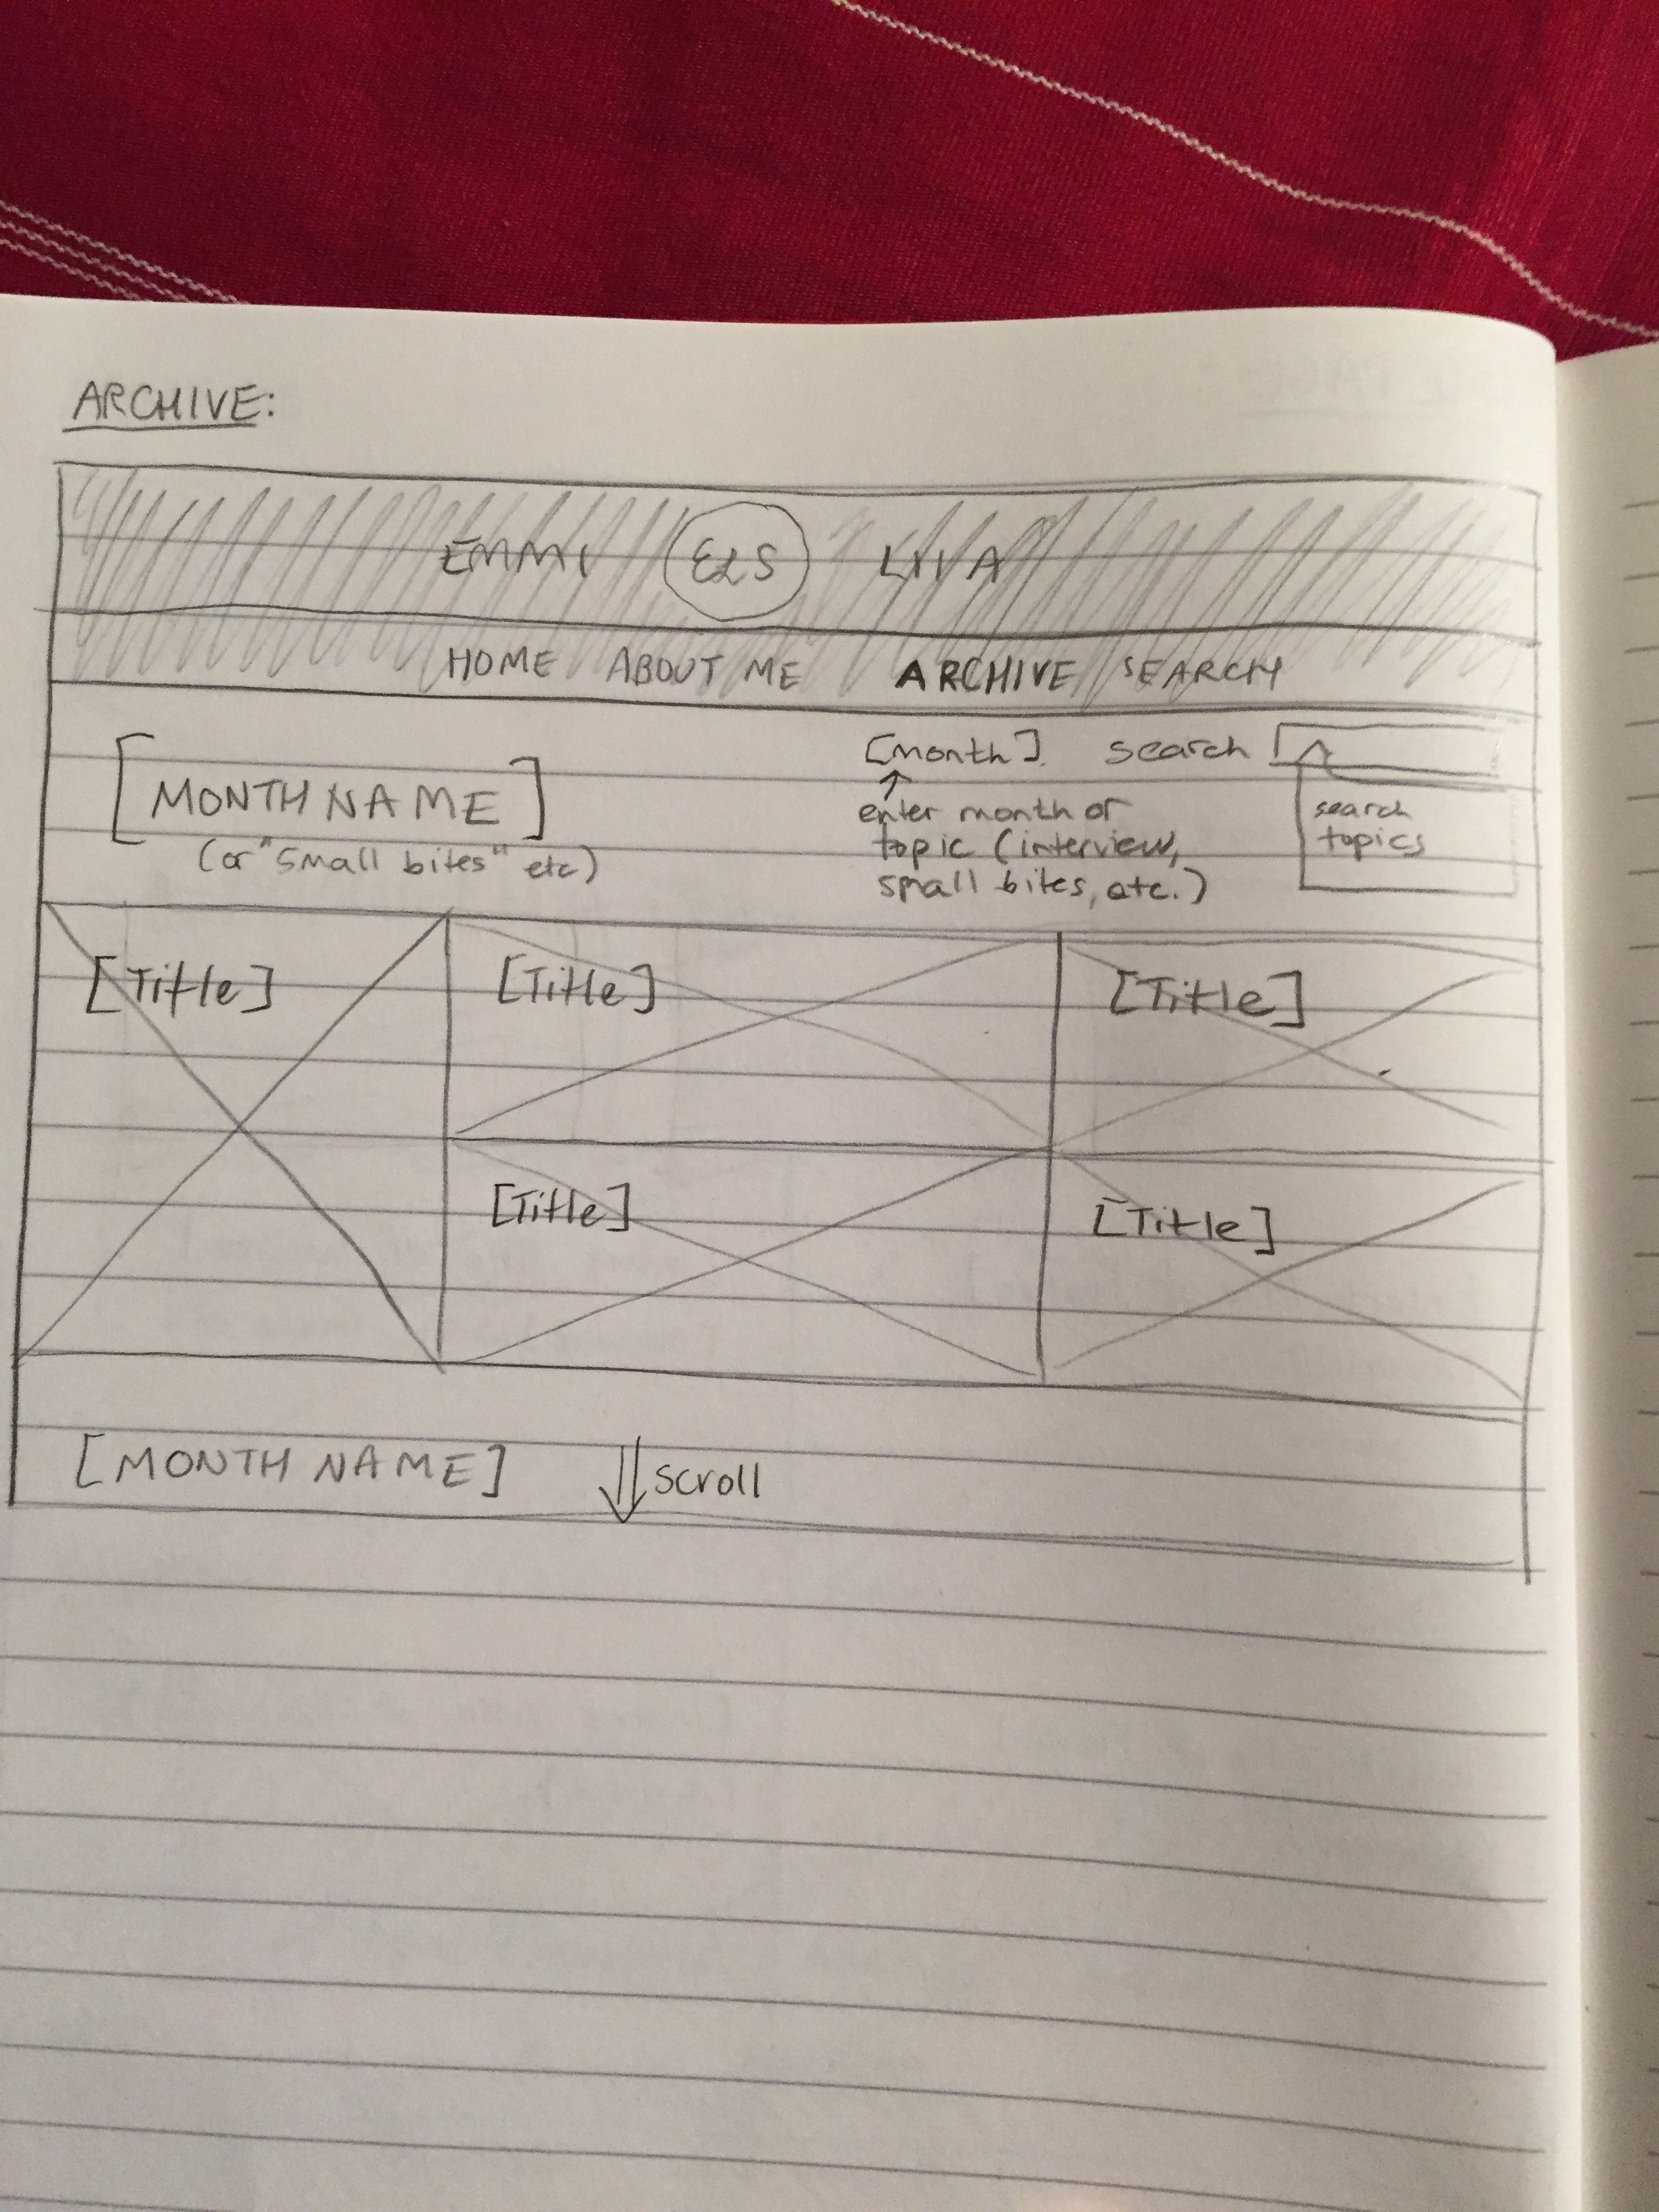 ARCHIVE:
EMMI ELS LIVA
HOME ABOUT ME ARCHIVE SEARCH
[month] search
[MONTH NAME]
(or "small bites" etc)
enter month or
topic (interview,
small bites, etc.)
search
topics
[Title] [Title] [Title]
[Title] [Title]
[MONTH NAME] scroll